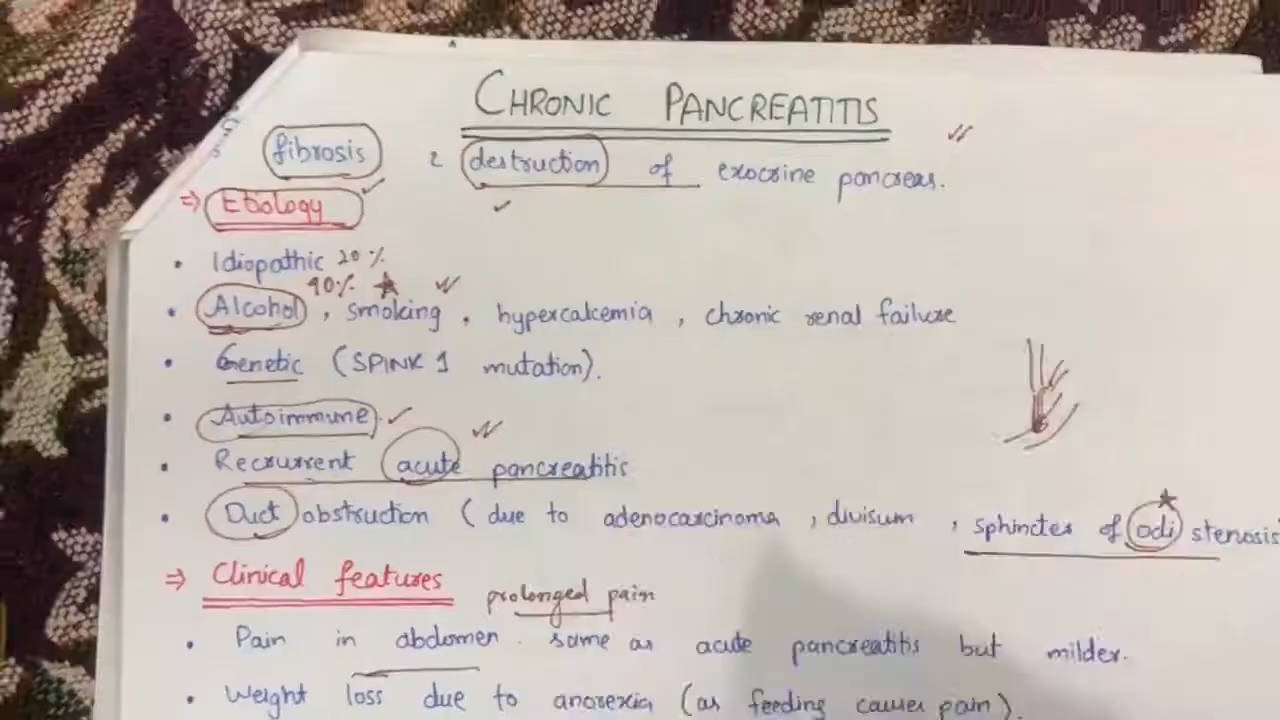 CHRONIC PANCREATITIS
fibrosis & destruction of exocrine pancreas.
⇒ Etiology
• Idiopathic 20%
90% ★
• Alcohol, smoking, hypercalcemia, chronic renal failure
• Genetic (SPINK 1 mutation).
• Autoimmune.
• Recrurrent acute pancreatitis
• Duct obstruction (due to adenocarcinoma, divisum, sphincter of odi stenosis
⇒ Clinical features prolonged pain
• Pain in abdomen. same as acute pancreatitis but milder.
• Weight loss due to anorexia (as feeding causes pain).